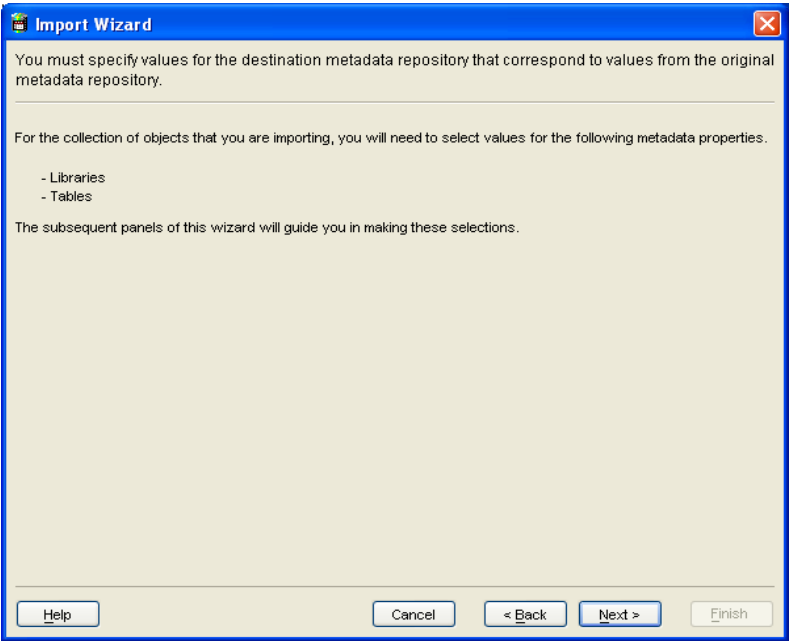 Import Wizard
You must specify values for the destination metadata repository that correspond to values from the original
metadata repository.
For the collection of objects that you are importing, you will need to select values for the following metadata properties.
- Libraries
- Tables
The subsequent panels of this wizard will guide you in making these selections.
Help Cancel < Back Next > Finish